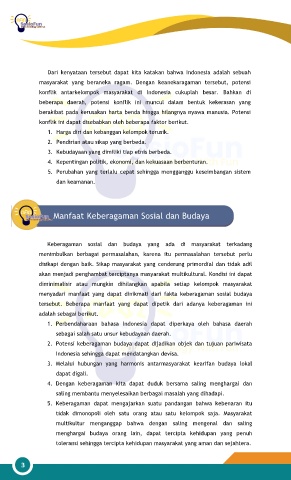 Dari kenyataan tersebut dapat kita katakan bahwa Indonesia adalah sebuah
masyarakat yang beraneka ragam. Dengan keanekaragaman tersebut, potensi
konflik antarkelompok masyarakat di Indonesia cukuplah besar. Bahkan di
beberapa daerah, potensi konflik ini muncul dalam bentuk kekerasan yang
berakibat pada kerusakan harta benda hingga hilangnya nyawa manusia. Potensi
konflik ini dapat disebabkan oleh beberapa faktor berikut.
1. Harga diri dan kebanggan kelompok terusik.
2. Pendirian atau sikap yang berbeda.
3. Kebudayaan yang dimiliki tiap etnis berbeda.
4. Kepentingan politik, ekonomi, dan kekuasaan berbenturan.
5. Perubahan yang terlalu cepat sehingga mengganggu keseimbangan sistem
dan keamanan.
Manfaat Keberagaman Sosial dan Budaya
Keberagaman sosial dan budaya yang ada di masyarakat terkadang
menimbulkan berbagai permasalahan, karena itu permasalahan tersebut perlu
disikapi dengan baik. Sikap masyarakat yang cenderung primordial dan tidak adil
akan menjadi penghambat terciptanya masyarakat multikultural. Kondisi ini dapat
diminimalisir atau mungkin dihilangkan apabila setiap kelompok masyarakat
menyadari manfaat yang dapat dinikmati dari fakta keberagaman sosial budaya
tersebut. Beberapa manfaat yang dapat dipetik dari adanya keberagaman ini
adalah sebagai berikut.
1. Perbendaharaan bahasa Indonesia dapat diperkaya oleh bahasa daerah
sebagai salah satu unsur kebudayaan daerah.
2. Potensi keberagaman budaya dapat dijadikan objek dan tujuan pariwisata
Indonesia sehingga dapat mendatangkan devisa.
3. Melalui hubungan yang harmonis antarmasyarakat kearifan budaya lokal
dapat digali.
4. Dengan keberagaman kita dapat duduk bersama saling menghargai dan
saling membantu menyelesaikan berbagai masalah yang dihadapi.
5. Keberagaman dapat mengajarkan suatu pandangan bahwa kebenaran itu
tidak dimonopoli oleh satu orang atau satu kelompok saja. Masyarakat
multikultur menganggap bahwa dengan saling mengenal dan saling
menghargai budaya orang lain, dapat tercipta kehidupan yang penuh
toleransi sehingga tercipta kehidupan masyarakat yang aman dan sejahtera.
3